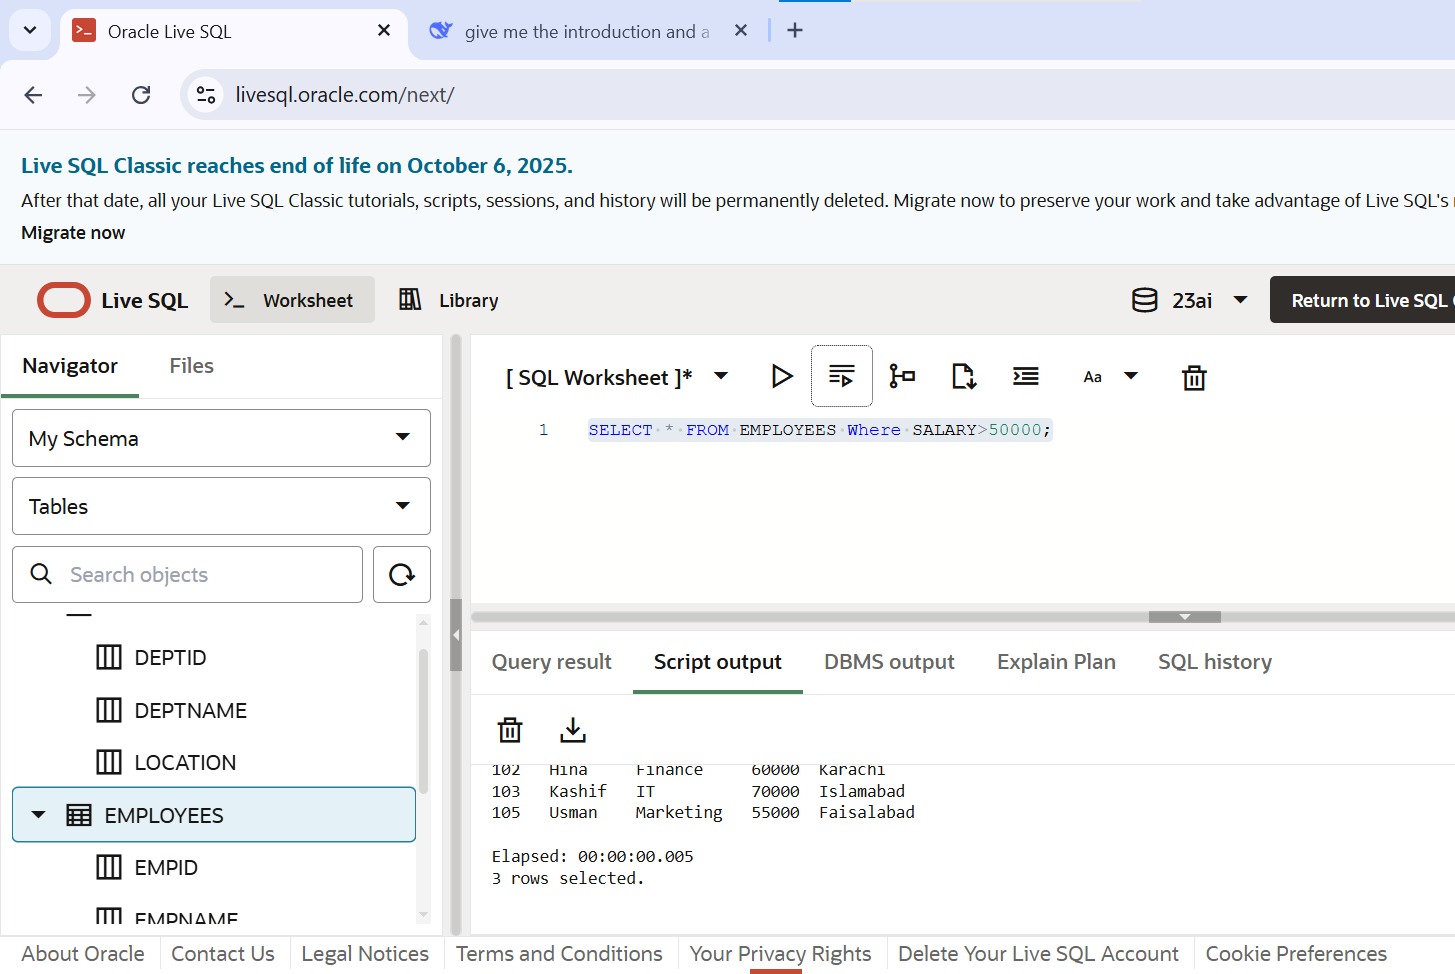 Oracle Live SQL
give me the introduction and a
livesql.oracle.com/next/
Live SQL Classic reaches end of life on October 6, 2025.
After that date, all your Live SQL Classic tutorials, scripts, sessions, and history will be permanently deleted. Migrate now to preserve your work and take advantage of Live SQL's
Migrate now
Live SQL
Worksheet
Library
23ai
Return to Live SQL
Navigator
Files
My Schema
Tables
Search objects
DEPTID
DEPTNAME
LOCATION
EMPLOYEES
EMPID
EMPNAME
[ SQL Worksheet ]*
Aa
1 SELECT * FROM EMPLOYEES Where SALARY>50000;
Query result
Script output
DBMS output
Explain Plan
SQL history
102 Hina Finance 60000 Karachi
103 Kashif IT 70000 Islamabad
105 Usman Marketing 55000 Faisalabad
Elapsed: 00:00:00.005
3 rows selected.
About Oracle
Contact Us
Legal Notices
Terms and Conditions
Your Privacy Rights
Delete Your Live SQL Account
Cookie Preferences